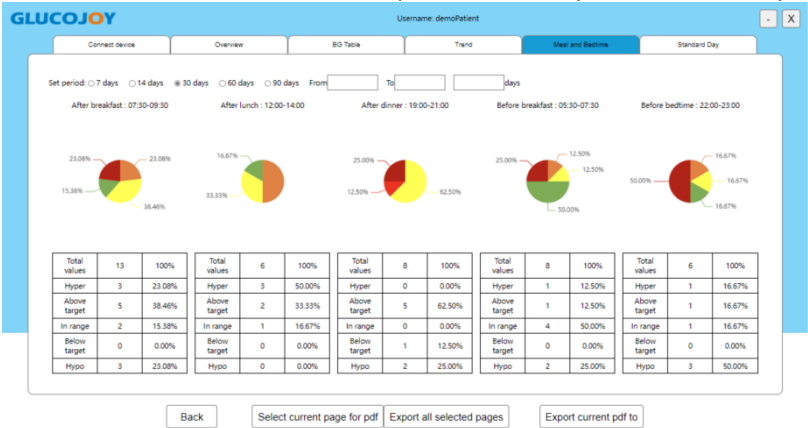 GLUCOJOY
Username: demoPatient
- X
Connect device Overview BG Table Trend Meal and Bedtime Standard Day
Set period: 7 days 14 days 30 days 60 days 90 days From To days
After breakfast : 07:30-09:30 After lunch : 12:00-14:00 After dinner : 19:00-21:00 Before breakfast : 05:30-07:30 Before bedtime : 22:00-23:00
23.08% 23.08% 15.38% 38.46%
16.67% 33.33%
25.00% 12.50% 62.50%
25.00% 12.50% 12.50% 50.00%
50.00% 16.67% 16.67% 16.67%
Total values 13 100%
Hyper 3 23.08%
Above target 5 38.46%
In range 2 15.38%
Below target 0 0.00%
Hypo 3 23.08%
Total values 6 100%
Hyper 3 50.00%
Above target 2 33.33%
In range 1 16.67%
Below target 0 0.00%
Hypo 0 0.00%
Total values 8 100%
Hyper 0 0.00%
Above target 5 62.50%
In range 0 0.00%
Below target 1 12.50%
Hypo 2 25.00%
Total values 8 100%
Hyper 1 12.50%
Above target 1 12.50%
In range 4 50.00%
Below target 0 0.00%
Hypo 2 25.00%
Total values 6 100%
Hyper 1 16.67%
Above target 1 16.67%
In range 1 16.67%
Below target 0 0.00%
Hypo 3 50.00%
Back Select current page for pdf Export all selected pages Export current pdf to